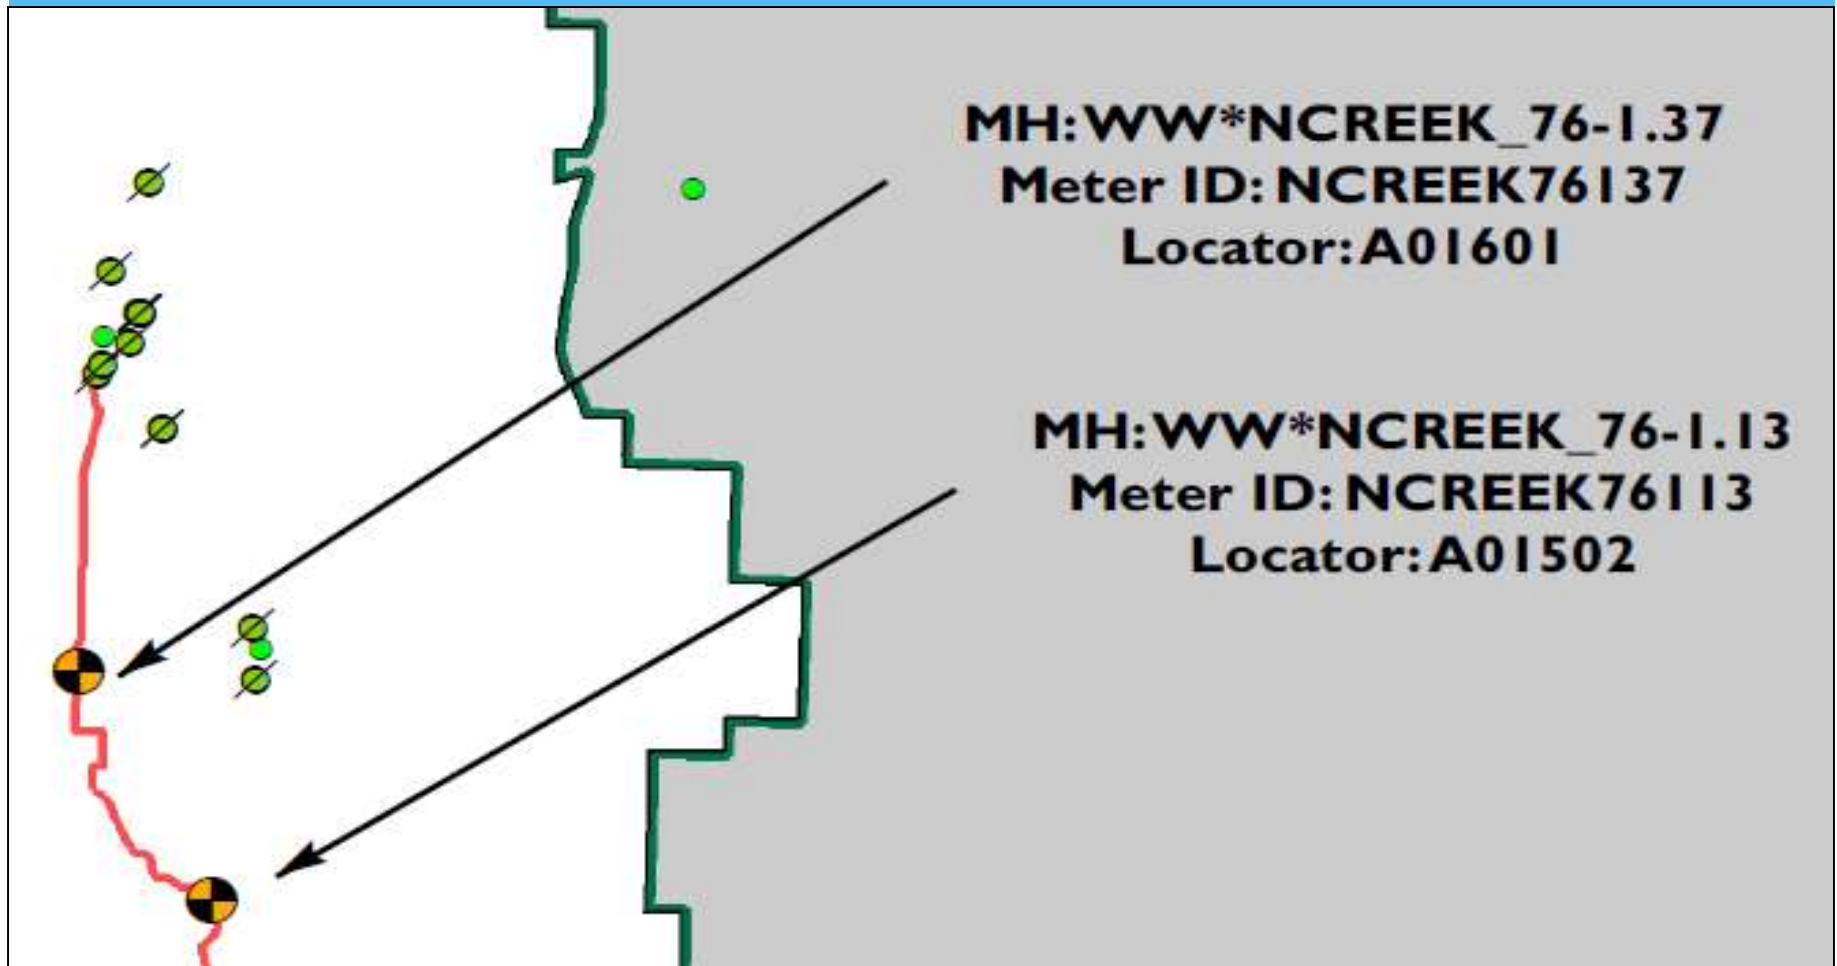 MH: WW*NCREEK_76-1.37
Meter ID: NCREEK76137
Locator: A01601
MH: WW*NCREEK_76-1.13
Meter ID: NCREEK76113
Locator: A01502